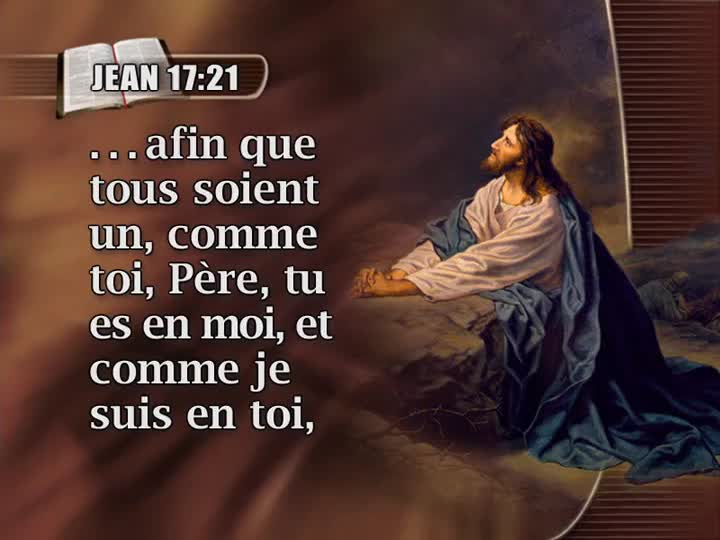 JEAN 17:21
...afin que
tous soient
un, comme
toi, Père, tu
es en moi, et
comme je
suis en toi,